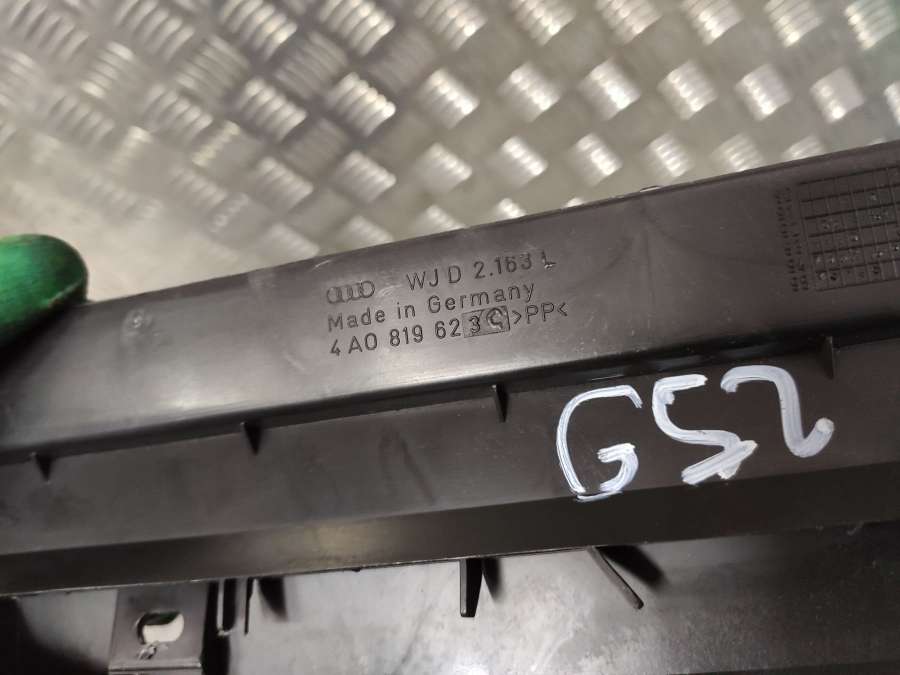 WJD 2.163 L
Made in Germany
4A0 819 623 C >PP<
G52